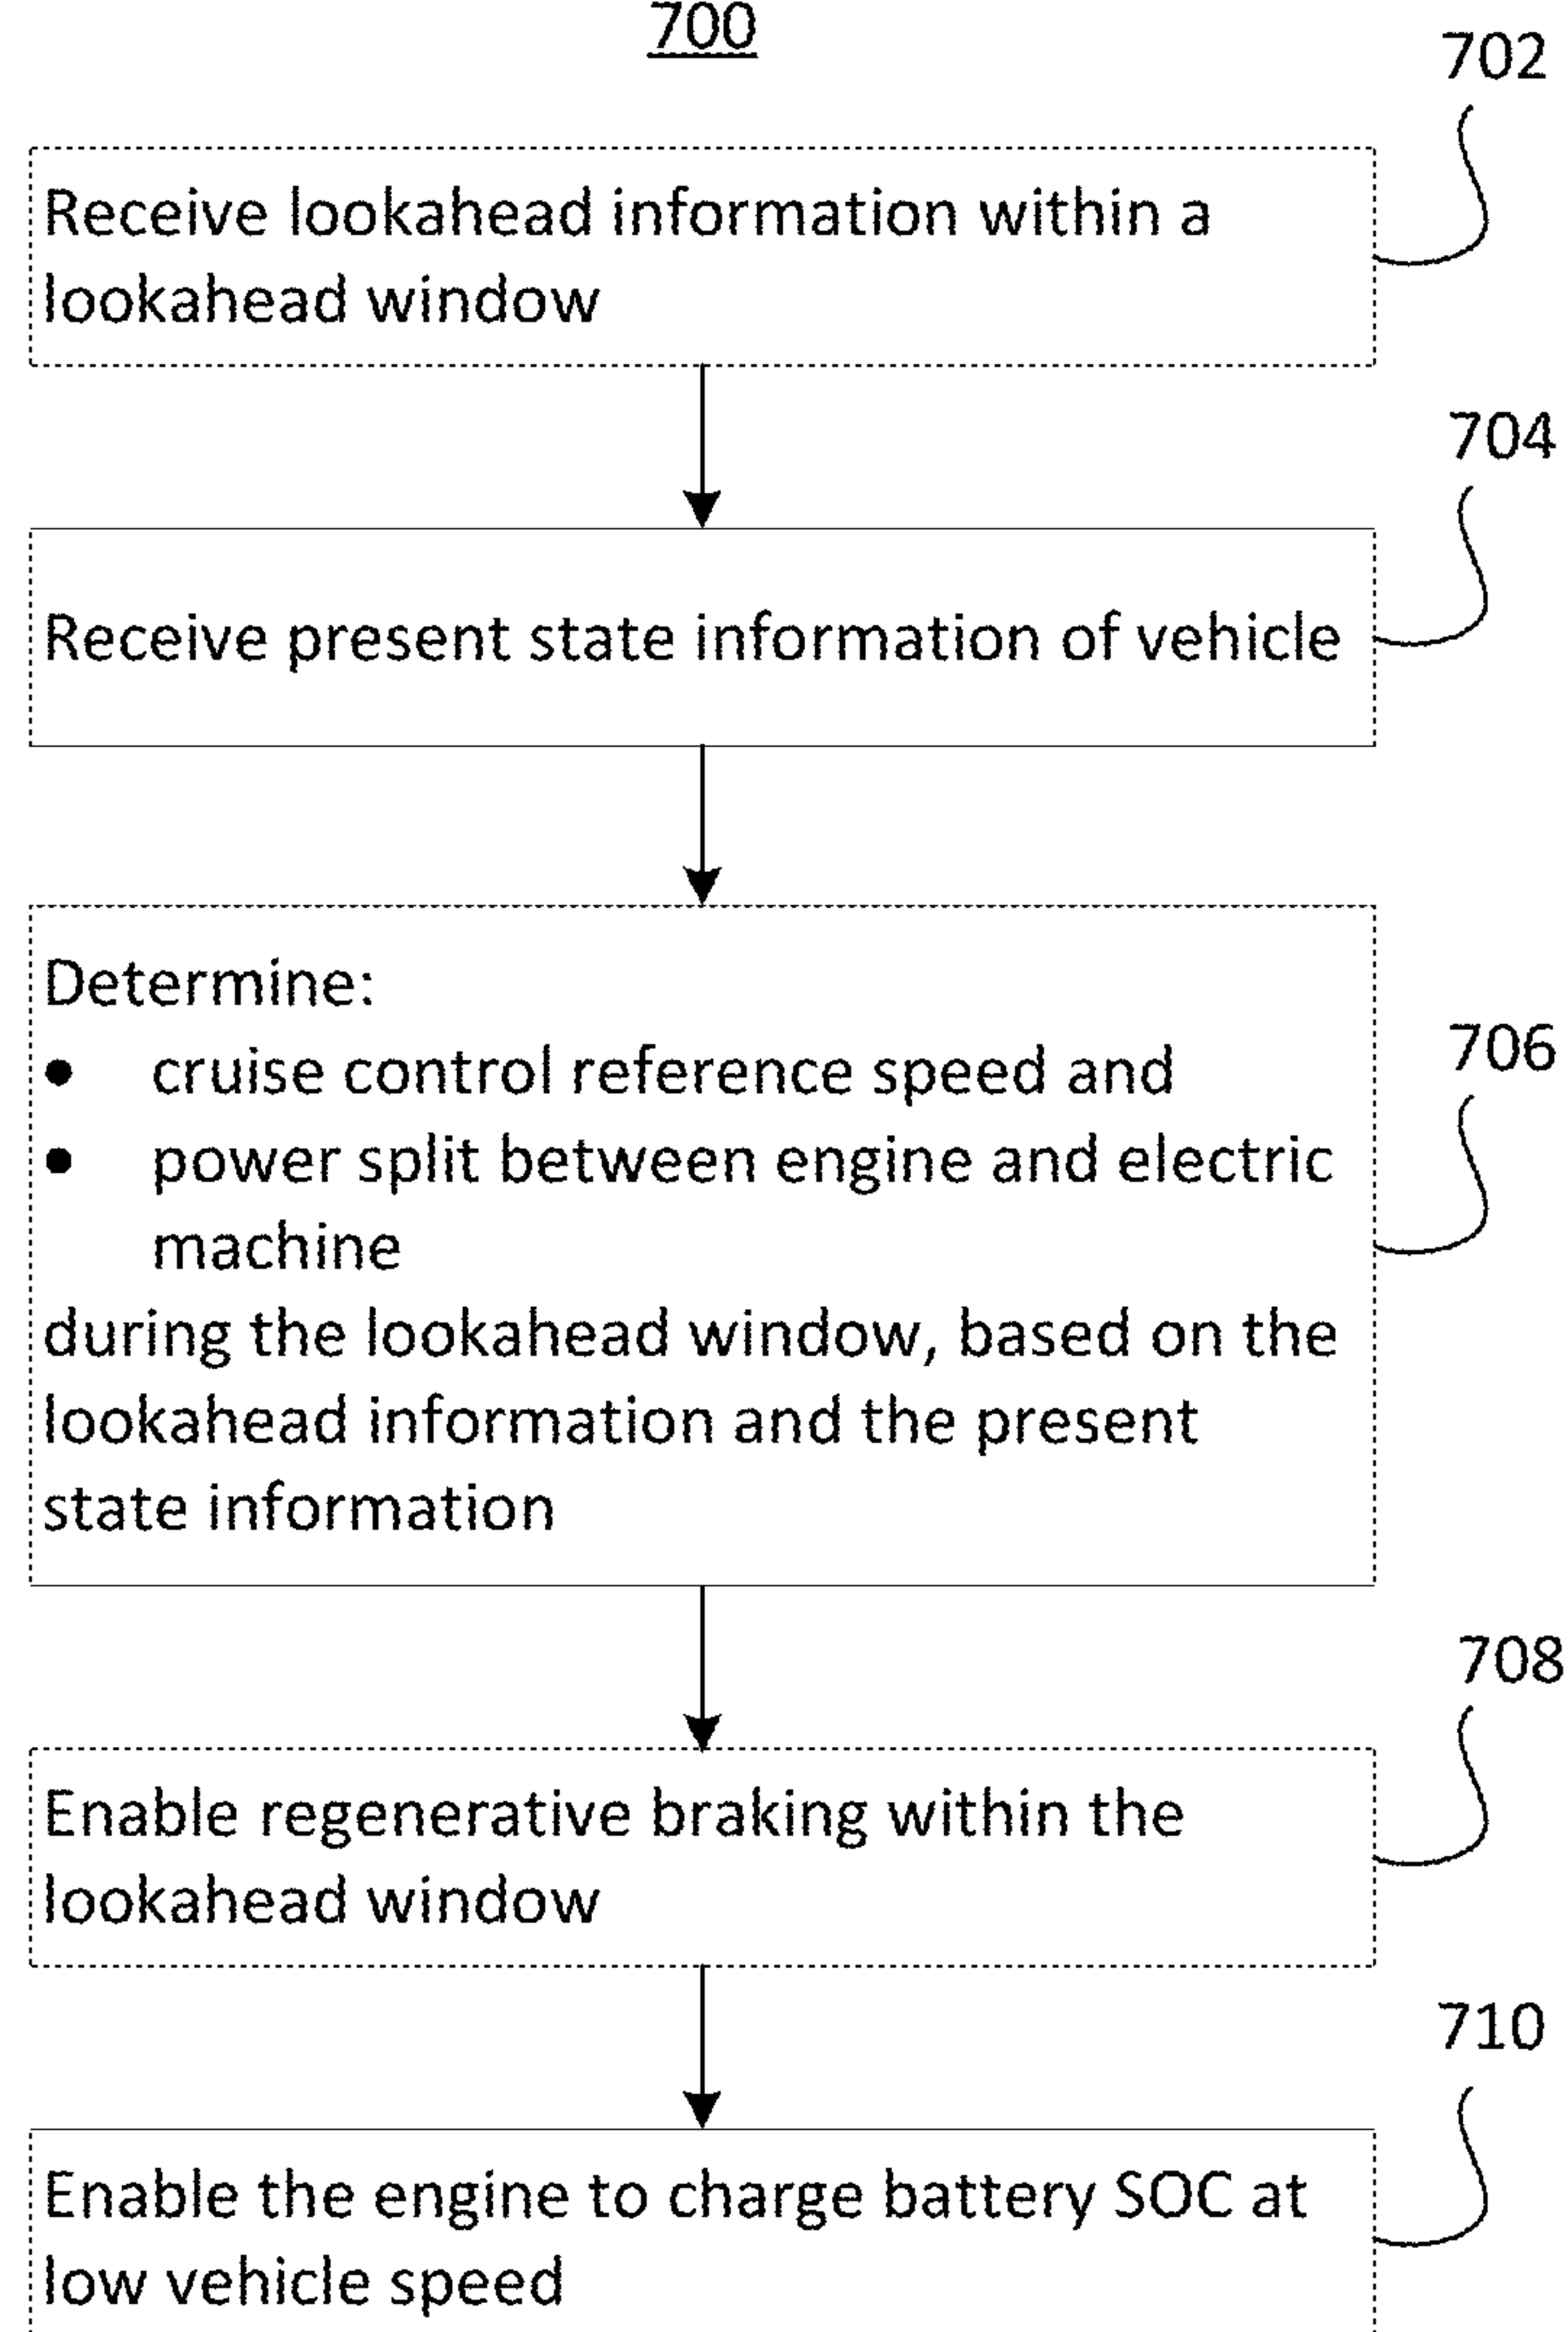 700
702
Receive lookahead information within a
lookahead window
704
Receive present state information of vehicle
Determine:
• cruise control reference speed and
706
• power split between engine and electric
machine
during the lookahead window, based on the
lookahead information and the present
state information
708
Enable regenerative braking within the
lookahead window
710
Enable the engine to charge battery SOC at
low vehicle speed